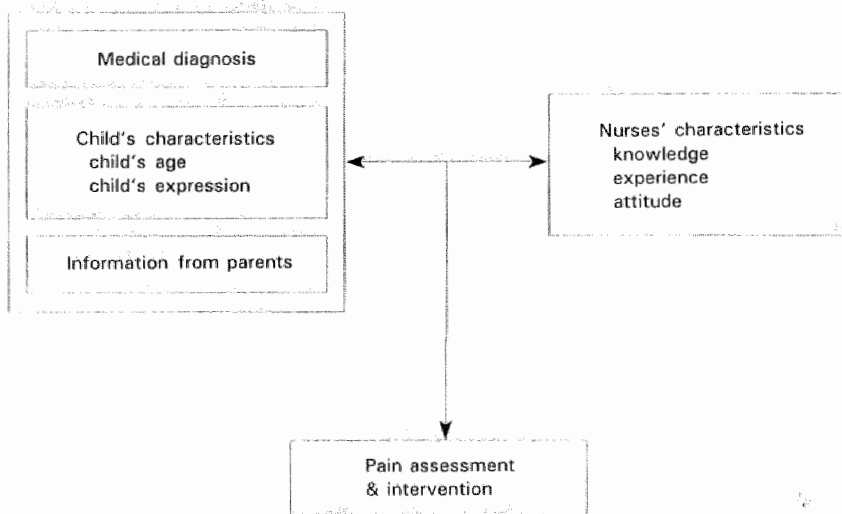 Medical diagnosis
Child's characteristics
child's age
child's expression
Information from parents
Nurses' characteristics
knowledge
experience
attitude
Pain assessment
& intervention